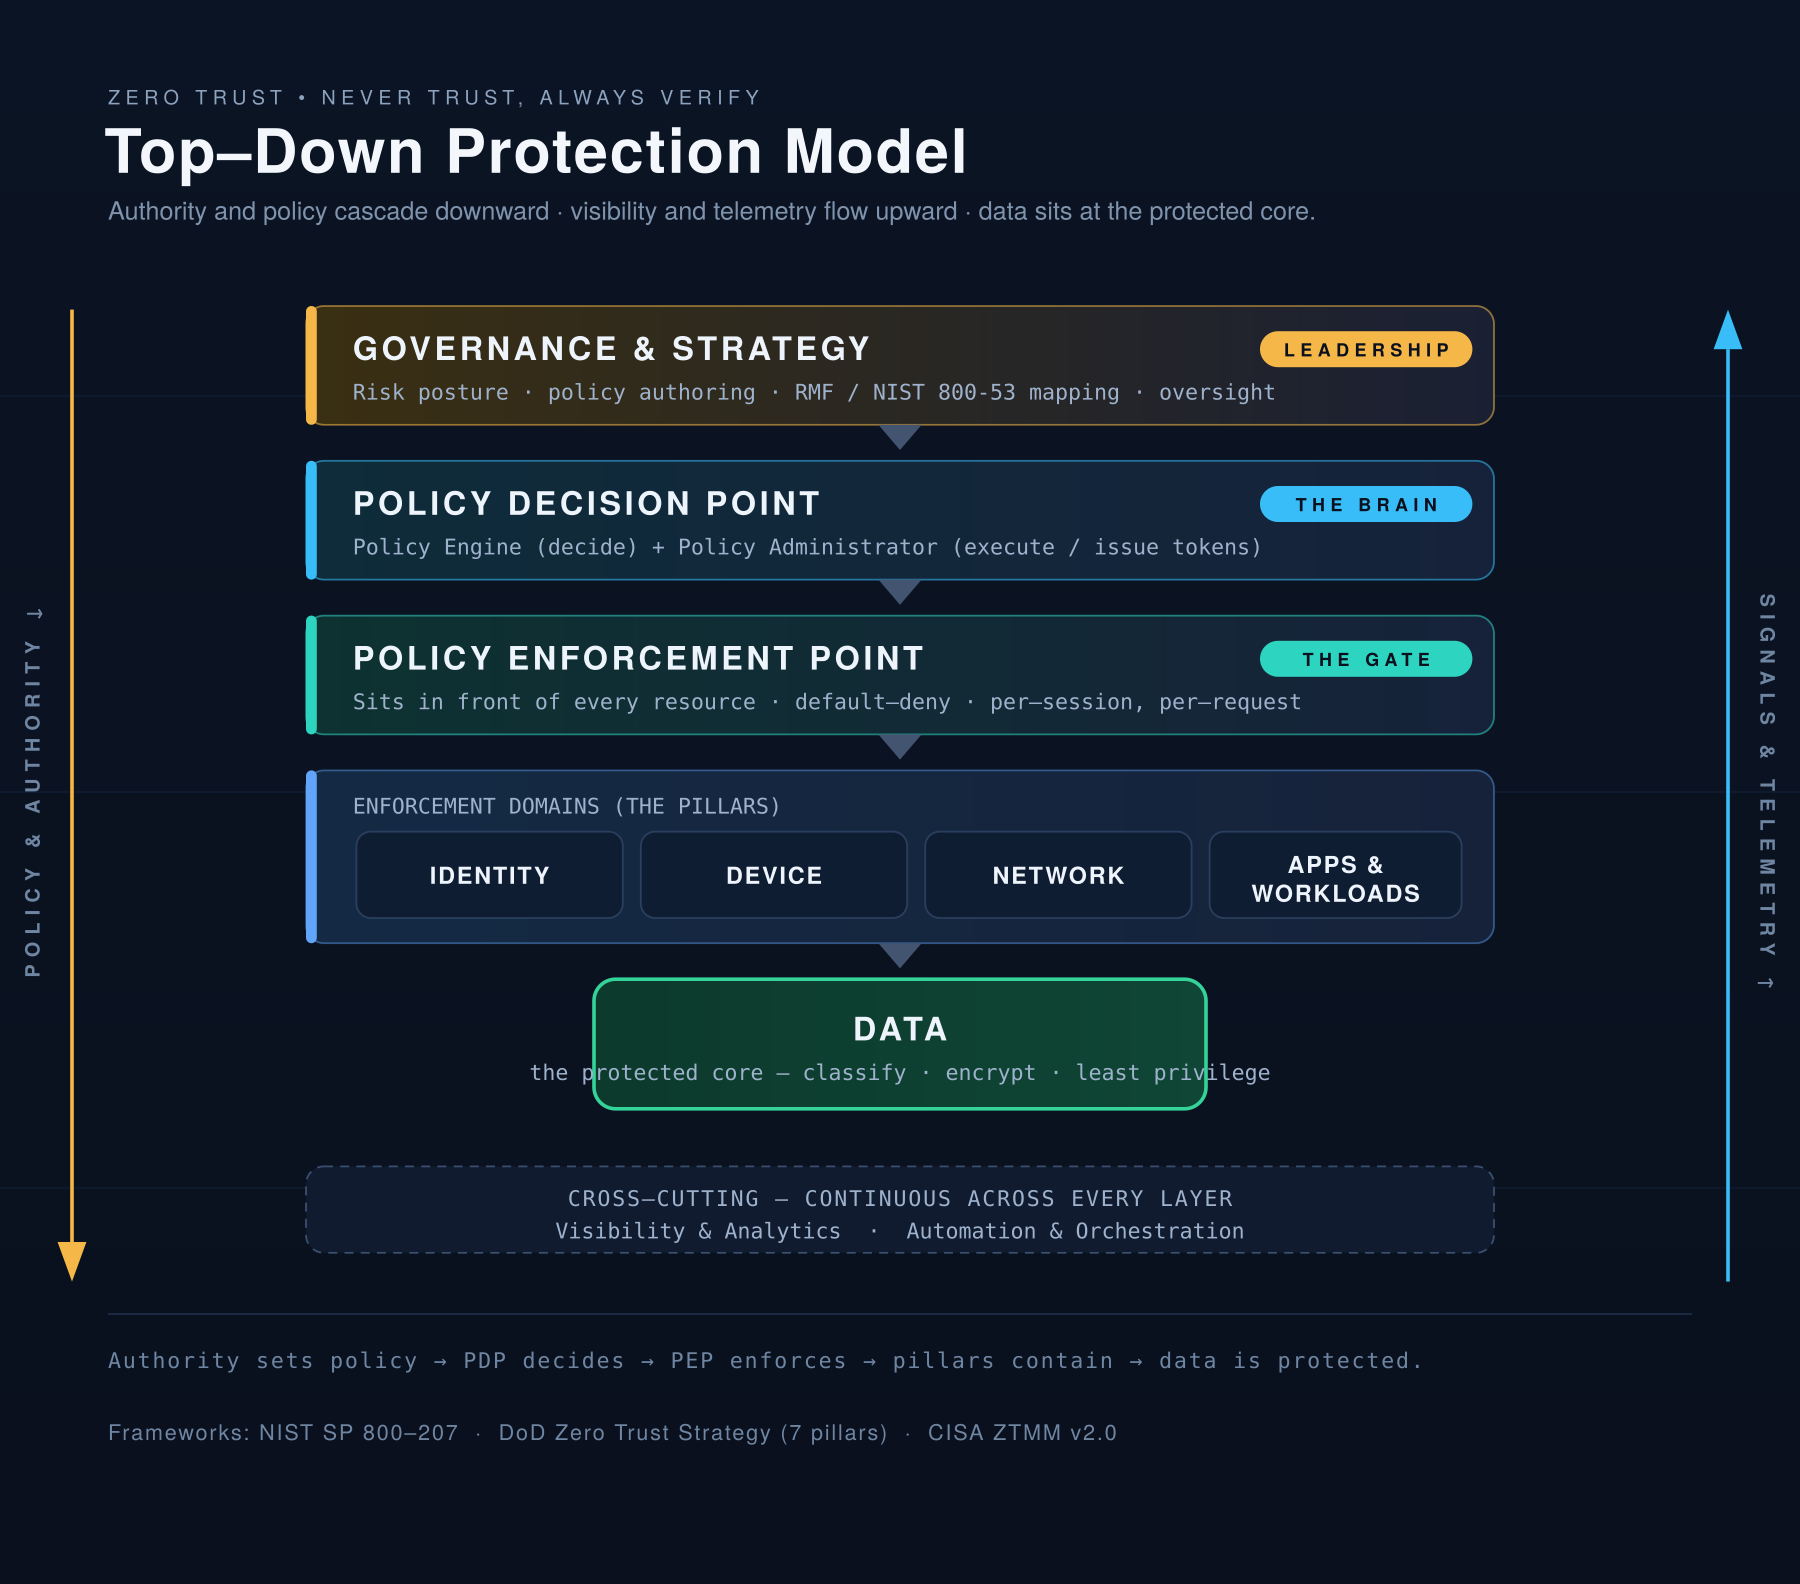 ZERO TRUST • NEVER TRUST, ALWAYS VERIFY
Top–Down Protection Model
Authority and policy cascade downward · visibility and telemetry flow upward · data sits at the protected core.
GOVERNANCE & STRATEGY
LEADERSHIP
Risk posture · policy authoring · RMF / NIST 800-53 mapping · oversight
POLICY DECISION POINT
THE BRAIN
Policy Engine (decide) + Policy Administrator (execute / issue tokens)
POLICY ENFORCEMENT POINT
THE GATE
Sits in front of every resource · default–deny · per–session, per–request
POLICY & AUTHORITY →
SIGNALS & TELEMETRY →
ENFORCEMENT DOMAINS (THE PILLARS)
IDENTITY
DEVICE
NETWORK
APPS &
WORKLOADS
DATA
the protected core — classify · encrypt · least privilege
CROSS–CUTTING — CONTINUOUS ACROSS EVERY LAYER
Visibility & Analytics · Automation & Orchestration
Authority sets policy → PDP decides → PEP enforces → pillars contain → data is protected.
Frameworks: NIST SP 800–207 · DoD Zero Trust Strategy (7 pillars) · CISA ZTMM v2.0